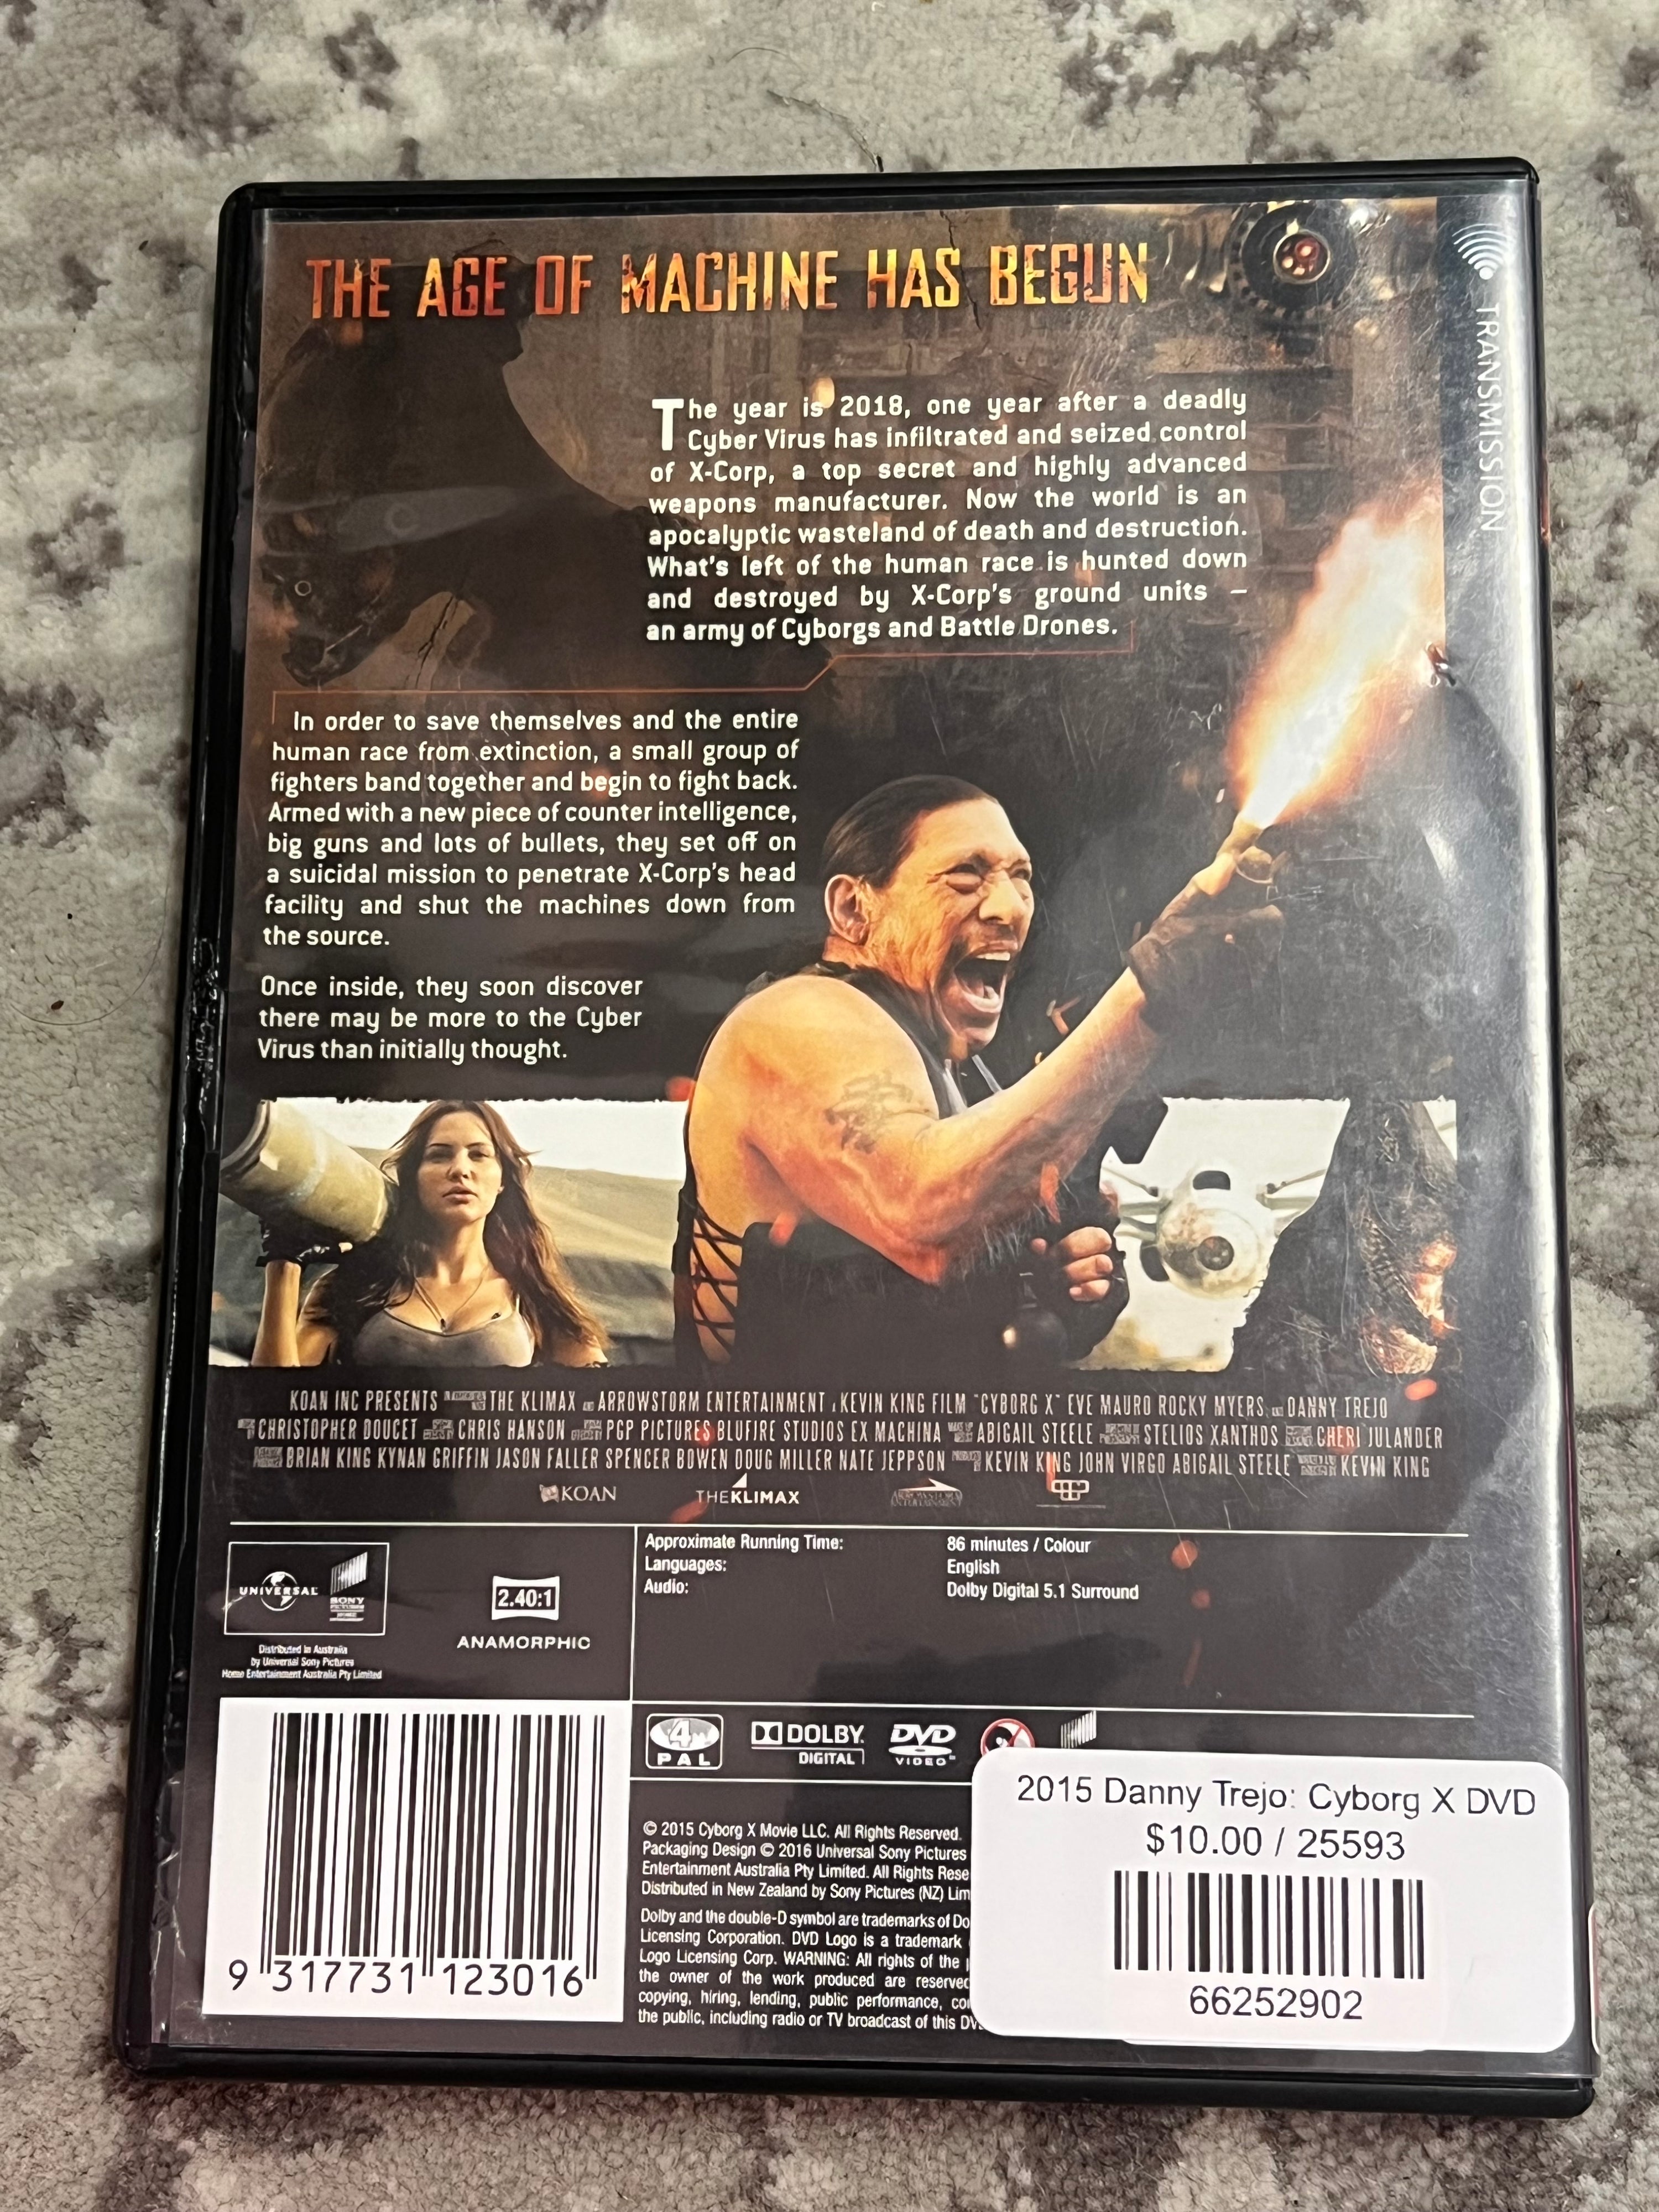 THE AGE OF MACHINE HAS BEGUN
TRANSMISSION
The year is 2018, one year after a deadly
Cyber Virus has infiltrated and seized control
of X-Corp, a top secret and highly advanced
weapons manufacturer. Now the world is an
apocalyptic wasteland of death and destruction.
What's left of the human race is hunted down
and destroyed by X-Corp's ground units –
an army of Cyborgs and Battle Drones.
In order to save themselves and the entire
human race from extinction, a small group of
fighters band together and begin to fight back.
Armed with a new piece of counter intelligence,
big guns and lots of bullets, they set off on
a suicidal mission to penetrate X-Corp's head
facility and shut the machines down from
the source.
Once inside, they soon discover
there may be more to the Cyber
Virus than initially thought.
KOAN INC PRESENTS THE KLIMAX ARROWSTORM ENTERTAINMENT KEVIN KING FILM "CYBORG X" EVE MAURO ROCKY MYERS DANNY TREJO
CHRISTOPHER DOUCET CHRIS HANSON PGP PICTURES BLUFIRE STUDIOS EX MACHINA ABIGAIL STEELE STELIOS XANTHOS CHERI JULANDER
BRIAN KING KYNAN GRIFFIN JASON FALLER SPENCER BOWEN DOUG MILLER NATE JEPPSON KEVIN KING JOHN VIRGO ABIGAIL STEELE KEVIN KING
KOAN THEKLIMAX ARROWSTORM ENTERTAINMENT
UNIVERSAL SONY PICTURES
2.40:1
ANAMORPHIC
Distributed in Australia
by Universal Sony Pictures
Home Entertainment Australia Pty Limited
Approximate Running Time: 86 minutes / Colour
Languages: English
Audio: Dolby Digital 5.1 Surround
4 PAL
DOLBY DIGITAL
DVD VIDEO
9 317731 123016
© 2015 Cyborg X Movie LLC. All Rights Reserved.
Packaging Design © 2016 Universal Sony Pictures
Entertainment Australia Pty Limited. All Rights Rese
Distributed in New Zealand by Sony Pictures (NZ) Lim
Dolby and the double-D symbol are trademarks of Do
Licensing Corporation. DVD Logo is a trademark
Logo Licensing Corp. WARNING: All rights of the
the owner of the work produced are reserved
copying, hiring, lending, public performance,
the public, including radio or TV broadcast of this DV
2015 Danny Trejo: Cyborg X DVD
$10.00 / 25593
66252902